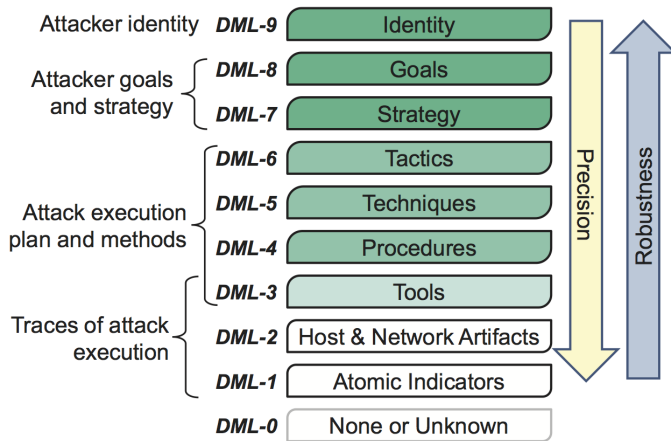 Attacker identity DML-9 Identity
DML-8 Goals
Attacker goals
and strategy
DML-7 Strategy
DML-6 Tactics
DML-5 Techniques
Attack execution
plan and methods
DML-4 Procedures
DML-3 Tools
Traces of attack
execution
DML-2 Host & Network Artifacts
DML-1 Atomic Indicators
DML-0 None or Unknown
Precision
Robustness